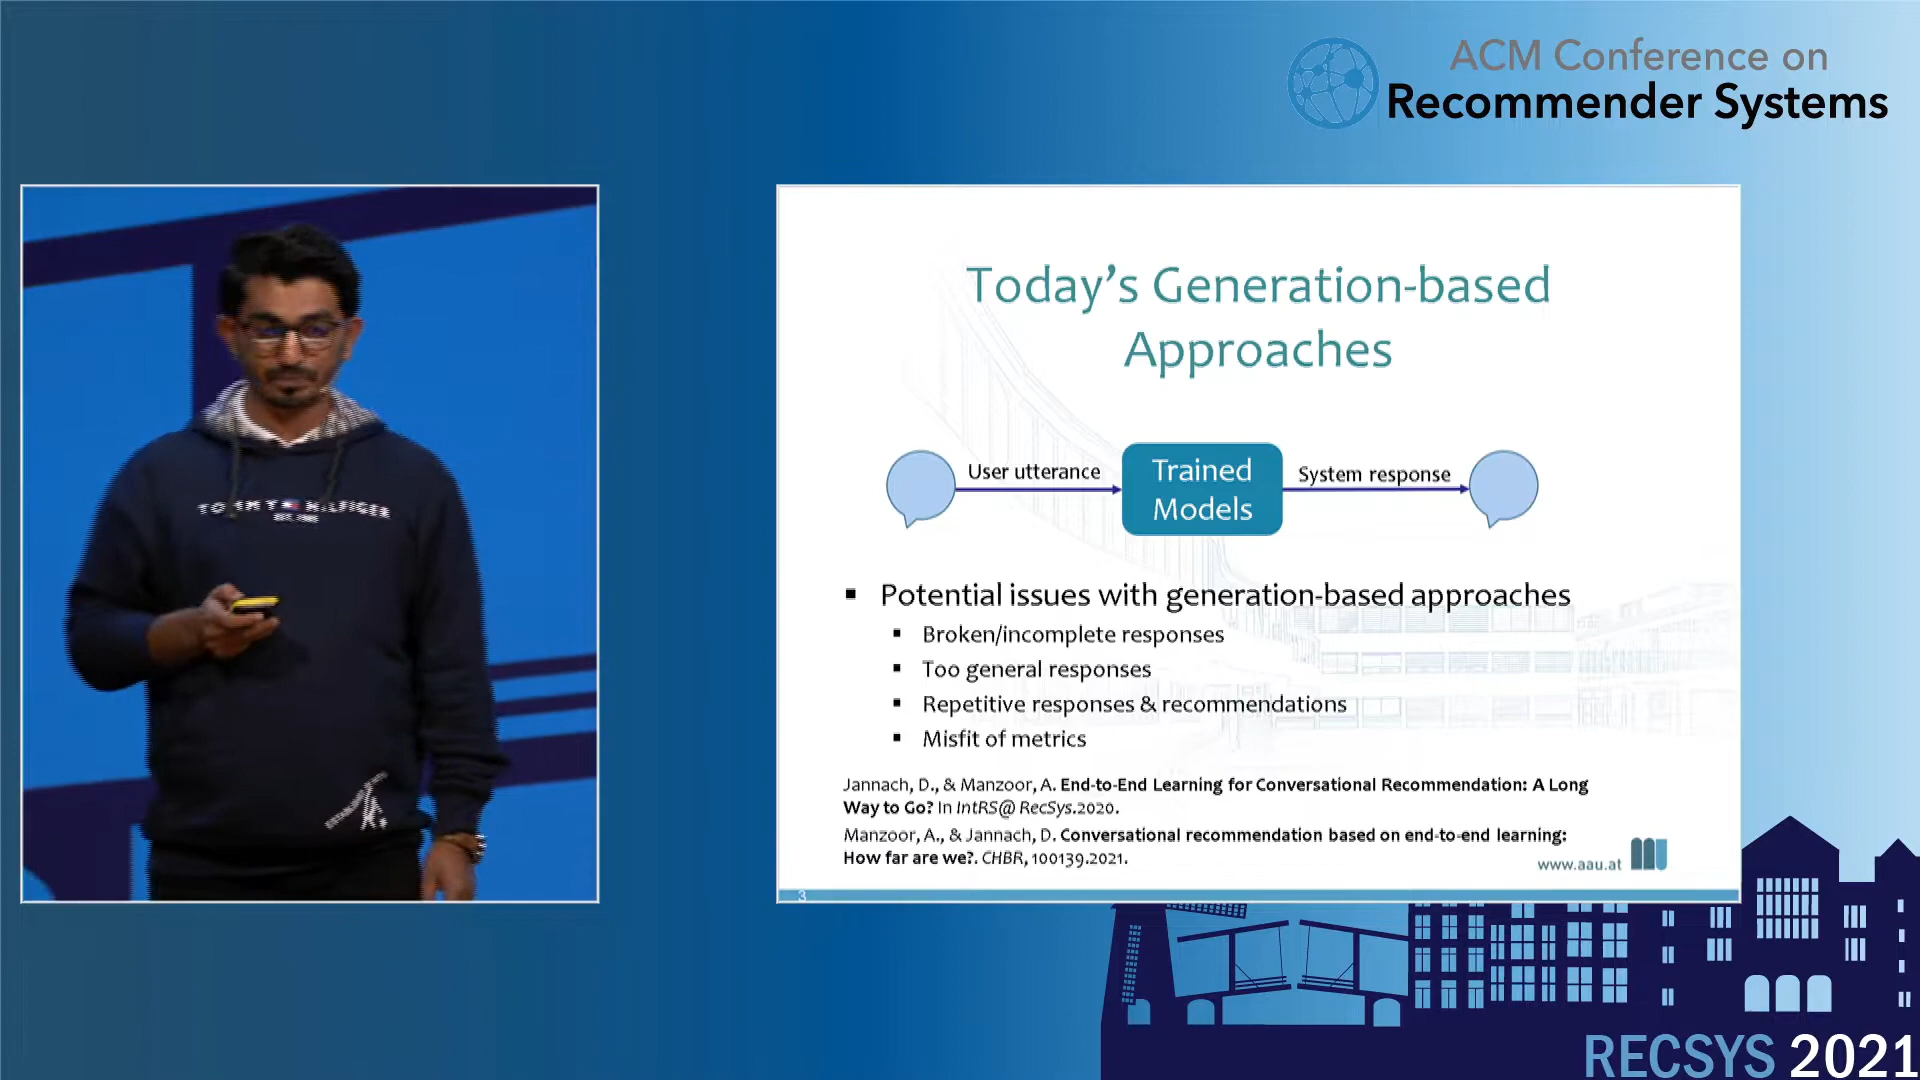 ACM Conference on
Recommender Systems
TOMMY HILFIGER
Today's Generation-based
Approaches
User utterance
Trained
Models
System response
▪ Potential issues with generation-based approaches
▪ Broken/incomplete responses
▪ Too general responses
▪ Repetitive responses & recommendations
▪ Misfit of metrics
Jannach, D., & Manzoor, A. End-to-End Learning for Conversational Recommendation: A Long
Way to Go? In IntRS@ RecSys.2020.
Manzoor, A., & Jannach, D. Conversational recommendation based on end-to-end learning:
How far are we?. CHBR, 100139.2021.
www.aau.at
3
RECSYS 2021